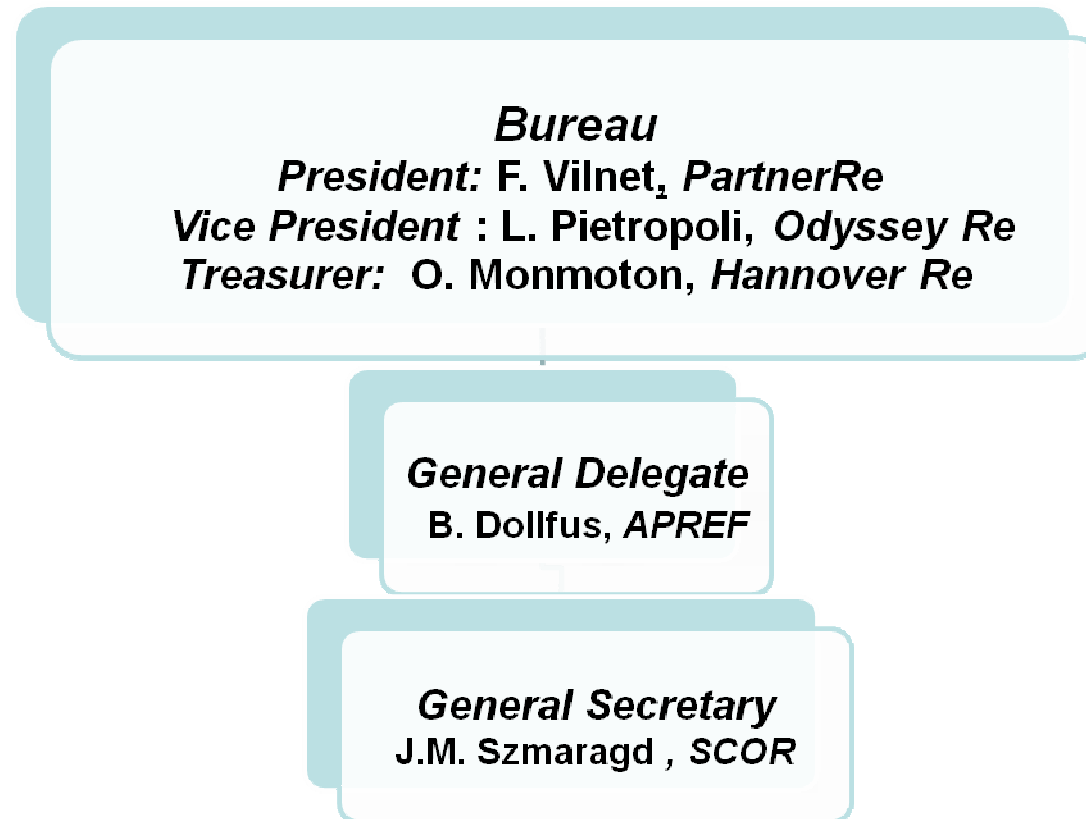 Bureau
President: F. Vilnet, PartnerRe
Vice President : L. Pietropoli, Odyssey Re
Treasurer: O. Monmoton, Hannover Re
General Delegate
B. Dollfus, APREF
General Secretary
J.M. Szmaragd , SCOR